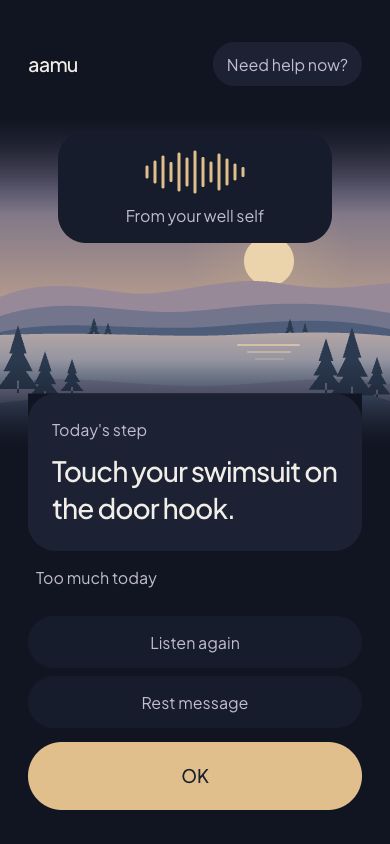 aamu
Need help now?
From your well self
Today's step
Touch your swimsuit on
the door hook.
Too much today
Listen again
Rest message
OK